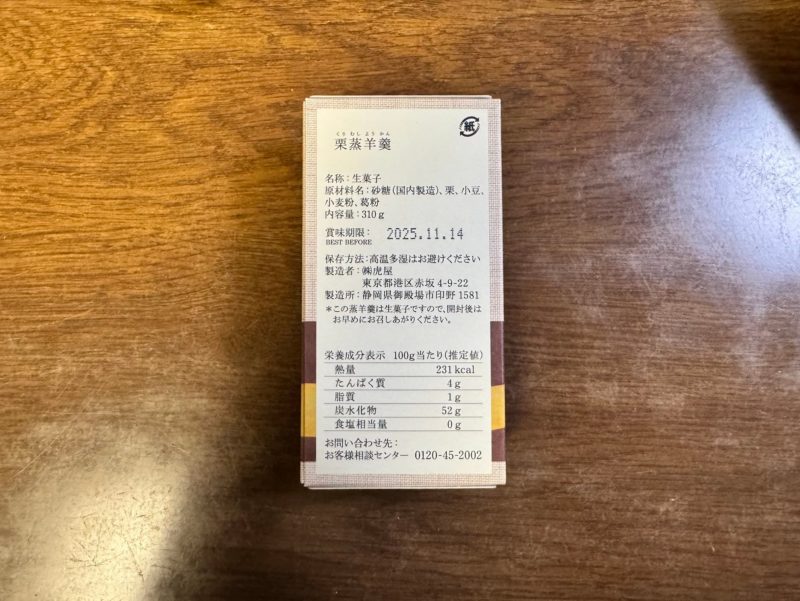 紙
くり むし よう かん
栗蒸羊羹
名称：生菓子
原材料名：砂糖（国内製造）、栗、小豆、
小麦粉、葛粉
内容量：310g
賞味期限： 2025.11.14
BEST BEFORE
保存方法：高温多湿はお避けください
製造者：㈱虎屋
東京都港区赤坂 4-9-22
製造所：静岡県御殿場市印野 1581
＊この蒸羊羹は生菓子ですので、開封後は
お早めにお召しあがりください。
栄養成分表示 100g当たり（推定値）
熱量 231kcal
たんぱく質 4g
脂質 1g
炭水化物 52g
食塩相当量 0g
お問い合わせ先：
お客様相談センター 0120-45-2002